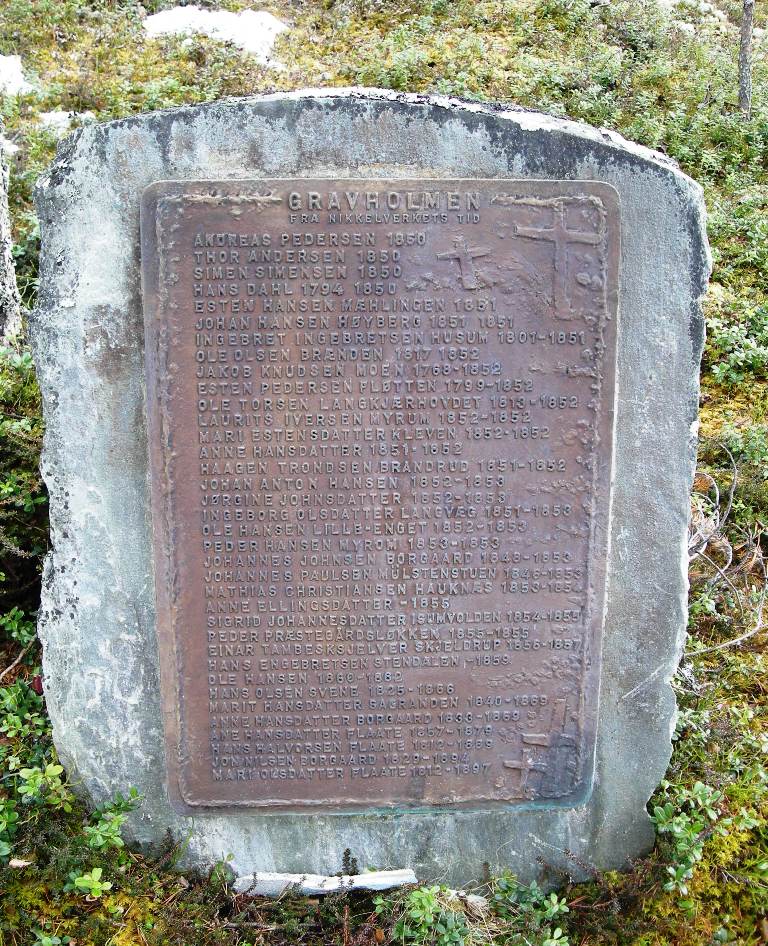 GRAVHOLMEN
FRA NIKKELVERKETS TID
ANDREAS PEDERSEN 1850
THOR ANDERSEN 1850
SIMEN SIMENSEN 1850
HANS DAHL 1794 1850
ESTEN HANSEN MÆHLINGEN 1851
JOHAN HANSEN HØYBERG 1851 1851
INGEBRET INGEBRETSEN HUSUM 1801-1851
OLE OLSEN BRÆNDEN 1817 1852
JAKOB KNUDSEN MOEN 1768-1852
ESTEN PEDERSEN FLØTTEN 1799-1852
OLE TORSEN LANGKJÆRHOVDET 1813-1852
LAURITS IVERSEN MYRUM 1852-1852
MARI ESTENSDATTER KLEVEN 1852-1852
ANNE HANSDATTER 1851-1852
HAAGEN TRONDSEN BRANDRUD 1851-1852
JOHAN ANTON HANSEN 1852-1853
JØRGINE JOHNSDATTER 1852-1853
INGEBORG OLSDATTER LANGVÆG 1851-1853
OLE HANSEN LILLE-ENGET 1852-1853
PEDER HANSEN MYROM 1853-1853
JOHANNES JOHNSEN BORGAARD 1848-1853
JOHANNES PAULSEN MÜLSTENSTUEN 1846-1853
MATHIAS CHRISTIANSEN HAUKNÆS 1853-1854
ANNE ELLINGSDATTER -1855
SIGRID JOHANNESDATTER ISUMVOLDEN 1854-1855
PEDER PRÆSTEGÅRDSLØKKEN 1855-1855
EINAR TAMBESKSJELVER SKJELDRUP 1856-1857
HANS ENGEBRETSEN STENDALEN -1859
OLE HANSEN 1860-1862
HANS OLSEN SVENE 1825-1866
MARIT HANSDATTER SAGRANDEN 1840-1869
ANNE HANSDATTER BORGAARD 1833-1869
ANE HANSDATTER FLAATE 1857-1879
HANS HALVORSEN FLAATE 1812-1889
JON NILSEN BORGAARD 1829-1894
MARI OLSDATTER FLAATE 1812-1897